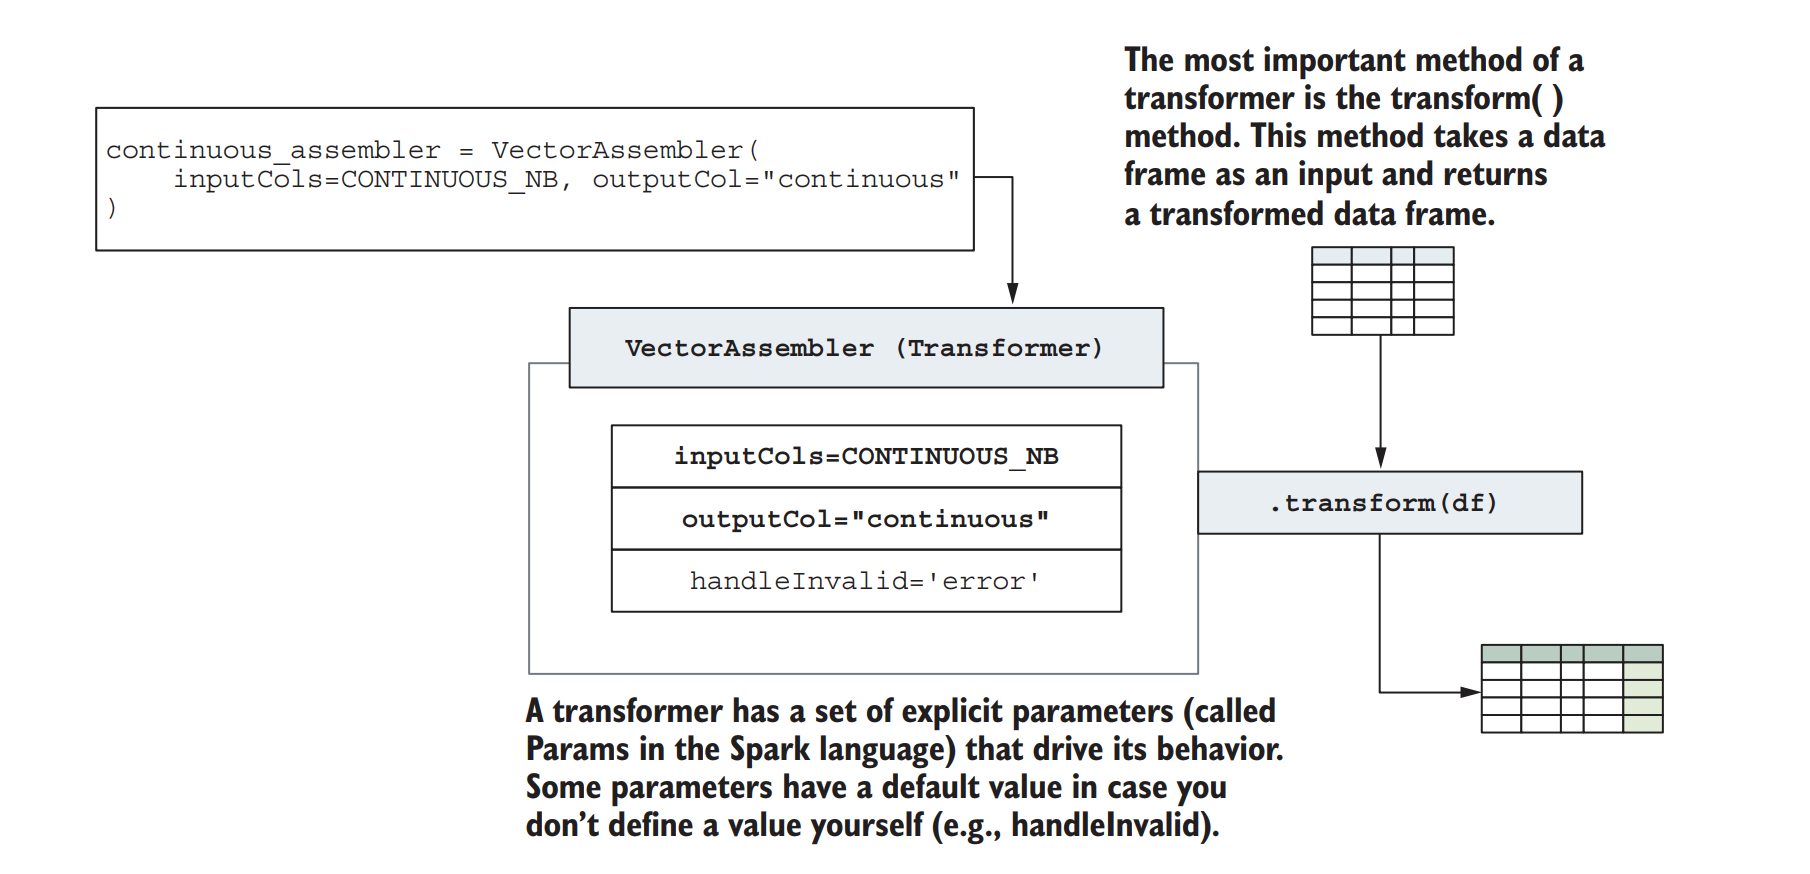 The most important method of a
transformer is the transform( )
method. This method takes a data
frame as an input and returns
a transformed data frame.
continuous_assembler = VectorAssembler(
    inputCols=CONTINUOUS_NB, outputCol="continuous"
)
VectorAssembler (Transformer)
inputCols=CONTINUOUS_NB
outputCol="continuous"
handleInvalid='error'
.transform(df)
A transformer has a set of explicit parameters (called
Params in the Spark language) that drive its behavior.
Some parameters have a default value in case you
don’t define a value yourself (e.g., handleInvalid).